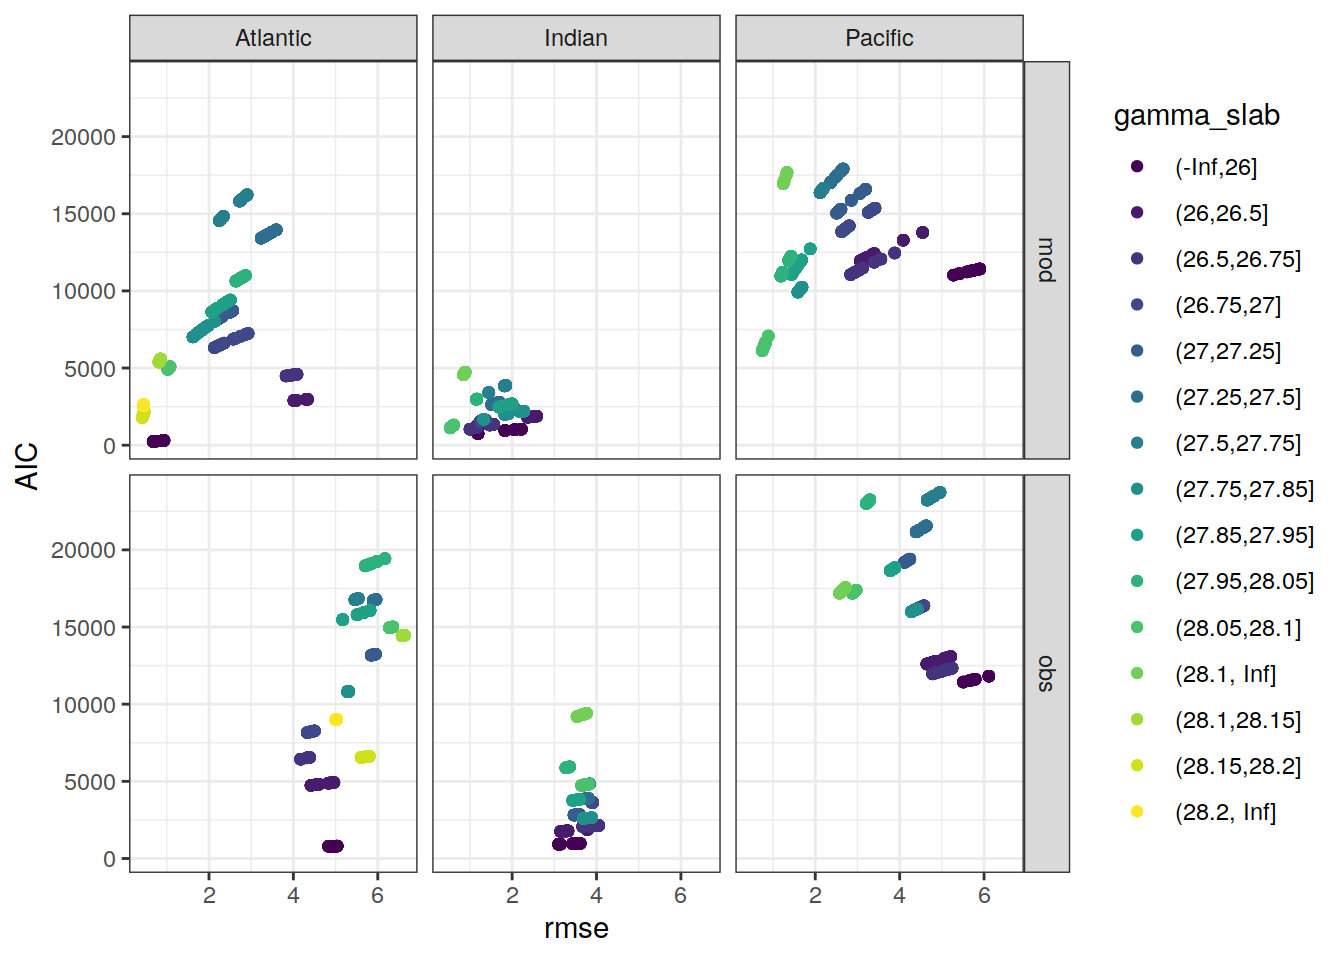 Atlantic Indian Pacific
gamma_slab
(-Inf,26]
(26,26.5]
(26.5,26.75]
(26.75,27]
(27,27.25]
(27.25,27.5]
(27.5,27.75]
(27.75,27.85]
(27.85,27.95]
(27.95,28.05]
(28.05,28.1]
(28.1, Inf]
(28.1,28.15]
(28.15,28.2]
(28.2, Inf]
mod
obs
AIC
20000
15000
10000
5000
0
20000
15000
10000
5000
0
2 4 6 2 4 6 2 4 6
rmse